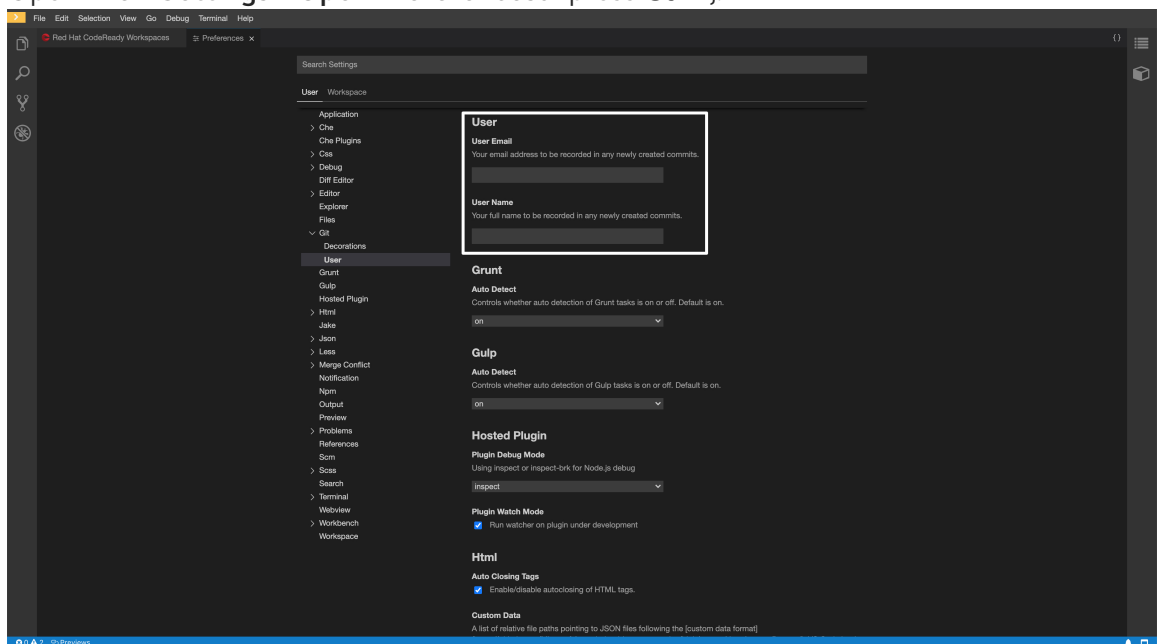 File Edit Selection View Go Debug Terminal Help
Red Hat CodeReady Workspaces Preferences ×
Search Settings
User Workspace
Application
Che
Che Plugins
Css
Debug
Diff Editor
Editor
Explorer
Files
Git
Decorations
User
Grunt
Gulp
Hosted Plugin
Html
Jake
Json
Less
Merge Conflict
Notification
Npm
Output
Preview
Problems
References
Scm
Scss
Search
Terminal
Webview
Workbench
Workspace
User
User Email
Your email address to be recorded in any newly created commits.
User Name
Your full name to be recorded in any newly created commits.
Grunt
Auto Detect
Controls whether auto detection of Grunt tasks is on or off. Default is on.
on
Gulp
Auto Detect
Controls whether auto detection of Gulp tasks is on or off. Default is on.
on
Hosted Plugin
Plugin Debug Mode
Using inspect or inspect-brk for Node.js debug
inspect
Plugin Watch Mode
Run watcher on plugin under development
Html
Auto Closing Tags
Enable/disable autoclosing of HTML tags.
Custom Data
A list of relative file paths pointing to JSON files following the [custom data format]
0 2 Previews